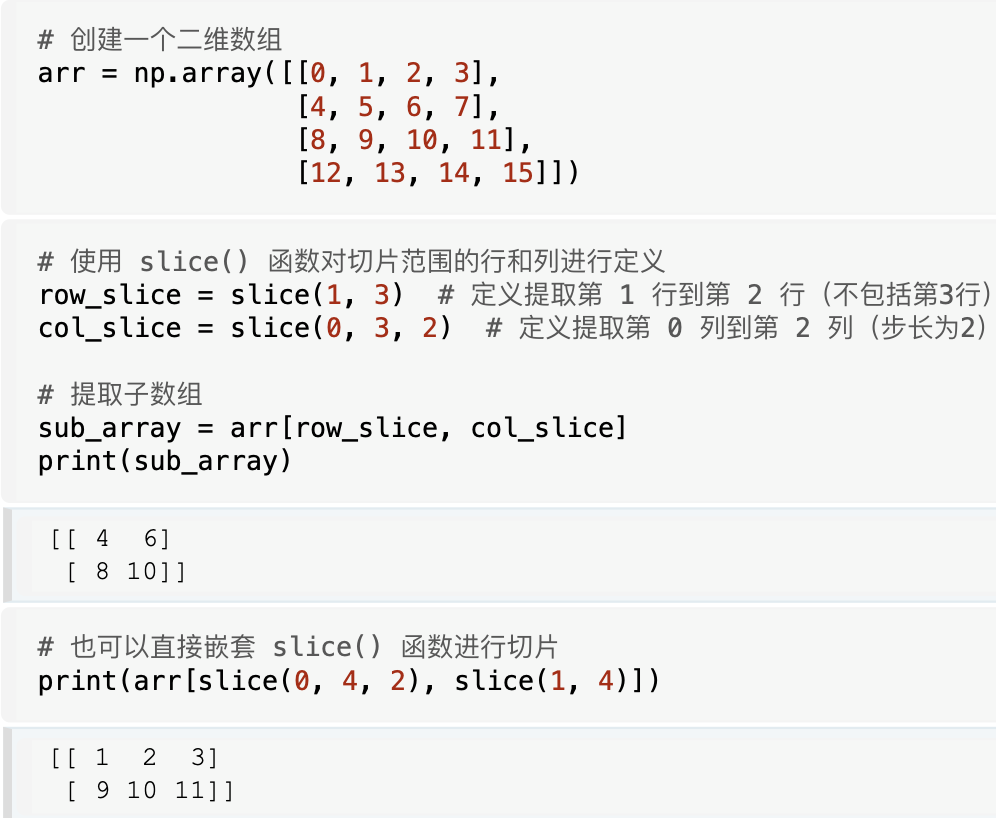 # 创建一个二维数组
arr = np.array([[0, 1, 2, 3],
                [4, 5, 6, 7],
                [8, 9, 10, 11],
                [12, 13, 14, 15]])
# 使用 slice() 函数对切片范围的行和列进行定义
row_slice = slice(1, 3)  # 定义提取第 1 行到第 2 行（不包括第3行）
col_slice = slice(0, 3, 2)  # 定义提取第 0 列到第 2 列（步长为2）
# 提取子数组
sub_array = arr[row_slice, col_slice]
print(sub_array)
[[ 4  6]
 [ 8 10]]
# 也可以直接嵌套 slice() 函数进行切片
print(arr[slice(0, 4, 2), slice(1, 4)])
[[ 1  2  3]
 [ 9 10 11]]